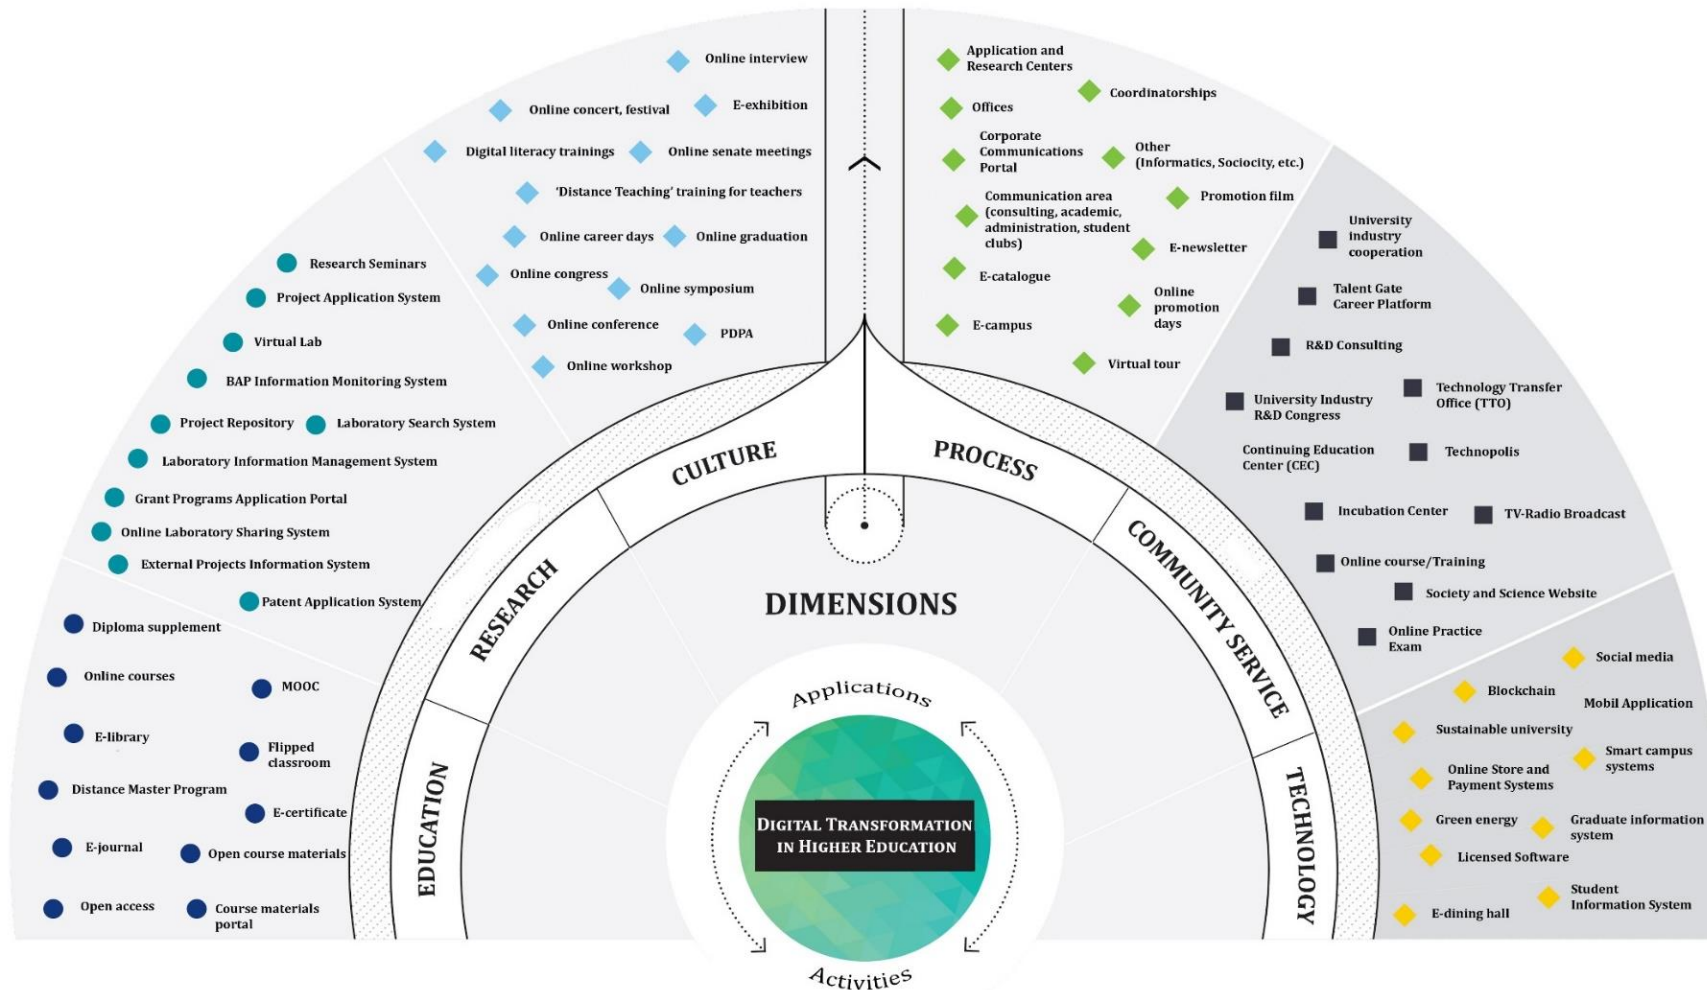 Online interview
Online concert, festival
E-exhibition
Digital literacy trainings
Online senate meetings
‘Distance Teaching’ training for teachers
Online career days
Online graduation
Online congress
Online symposium
Online conference
PDPA
Online workshop
Application and
Research Centers
Coordinatorships
Offices
Corporate
Communications
Portal
Other
(Informatics, Sociocity, etc.)
Communication area
(consulting, academic,
administration, student
clubs)
Promotion film
E-newsletter
E-catalogue
Online
promotion
days
E-campus
Virtual tour
Research Seminars
Project Application System
Virtual Lab
BAP Information Monitoring System
Project Repository
Laboratory Search System
Laboratory Information Management System
Grant Programs Application Portal
Online Laboratory Sharing System
External Projects Information System
Patent Application System
University
industry
cooperation
Talent Gate
Career Platform
R&D Consulting
University Industry
R&D Congress
Technology Transfer
Office (TTO)
Continuing Education
Center (CEC)
Technopolis
Incubation Center
TV-Radio Broadcast
Online course/Training
Society and Science Website
Online Practice
Exam
Diploma supplement
Online courses
MOOC
E-library
Flipped
classroom
Distance Master Program
E-certificate
E-journal
Open course materials
Open access
Course materials
portal
Social media
Blockchain
Mobil Application
Sustainable university
Smart campus
systems
Online Store and
Payment Systems
Green energy
Graduate information
system
Licensed Software
Student
Information System
E-dining hall
EDUCATION
RESEARCH
CULTURE
PROCESS
COMMUNITY SERVICE
TECHNOLOGY
DIMENSIONS
Applications
DIGITAL TRANSFORMATION
IN HIGHER EDUCATION
Activities